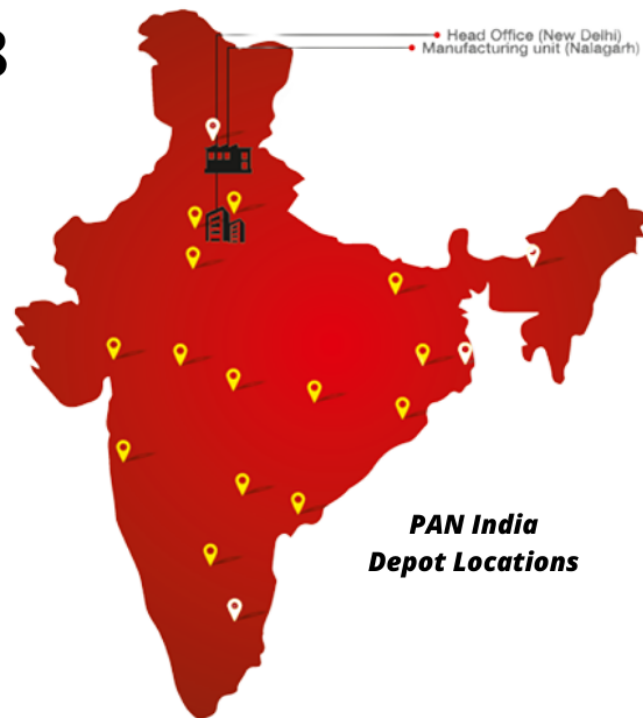 Head Office (New Delhi)
Manufacturing unit (Nalagarh)
PAN India
Depot Locations